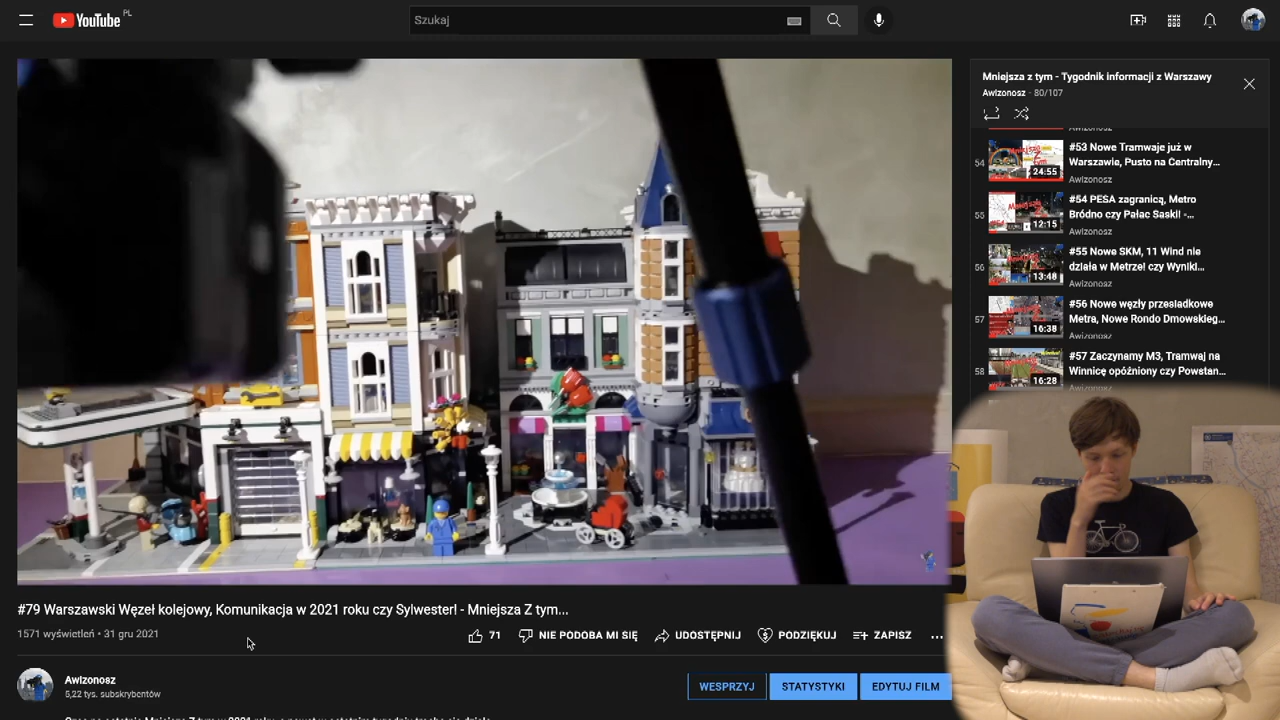 YouTube PL
Szukaj
Mniejsza z tym - Tygodnik informacji z Warszawy
Awizonosz - 80/107
Awizonosz
54
24:55
#53 Nowe Tramwaje już w
Warszawie, Pusto na Centralny...
Awizonosz
55
12:15
#54 PESA zagranicą, Metro
Bródno czy Pałac Saski! -...
Awizonosz
56
13:48
#55 Nowe SKM, 11 Wind nie
działa w Metrze! czy Wyniki...
Awizonosz
57
16:38
#56 Nowe węzły przesiadkowe
Metra, Nowe Rondo Dmowskieg...
Awizonosz
58
16:28
#57 Zaczynamy M3, Tramwaj na
Winnicę opóźniony czy Powstan...
Awizonosz
#79 Warszawski Węzeł kolejowy, Komunikacja w 2021 roku czy Sylwester! - Mniejsza Z tym...
1571 wyświetleń • 31 gru 2021
71
NIE PODOBA MI SIĘ
UDOSTĘPNIJ
PODZIĘKUJ
ZAPISZ
...
Awizonosz
5,22 tys. subskrybentów
WESPRZYJ
STATYSTYKI
EDYTUJ FILM